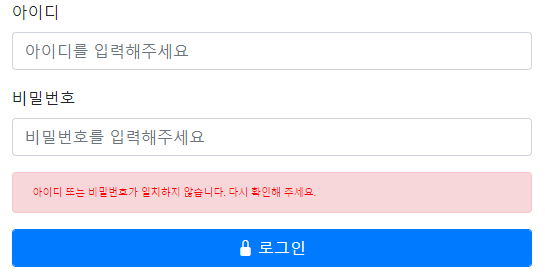 아이디
아이디를 입력해주세요
비밀번호
비밀번호를 입력해주세요
아이디 또는 비밀번호가 일치하지 않습니다. 다시 확인해 주세요.
로그인